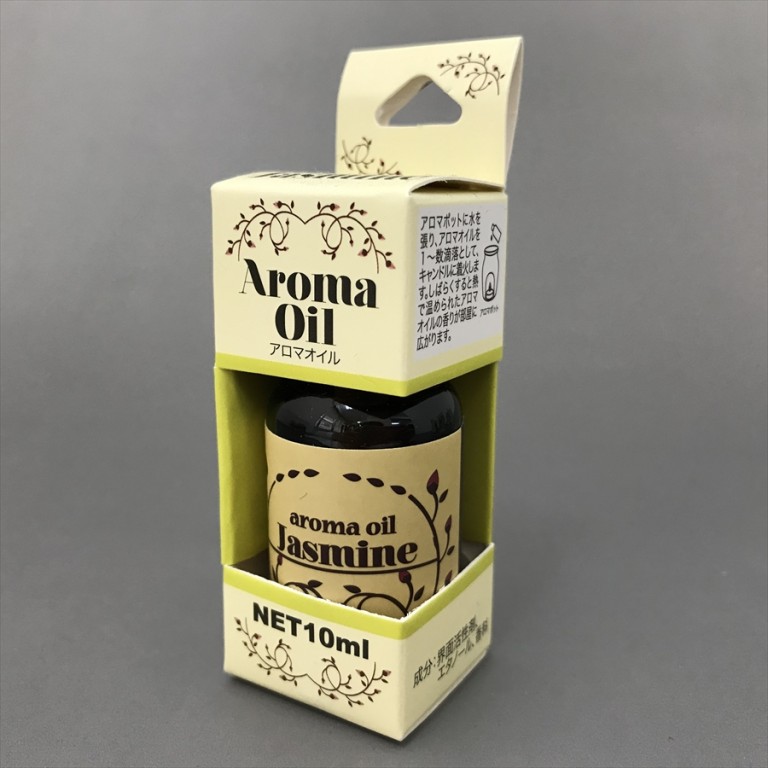 Jasmine
Aroma
Oil
アロマオイル
アロマポットに水を
張り、アロマオイルを
1〜数滴落として、
キャンドルに着火しま
す。しばらくすると熱
で温められたアロマ
オイルの香りが部屋に
広がります。
アロマポット
aroma oil
Jasmine
NET10ml
成分:界面活性剤、
エタノール、香料